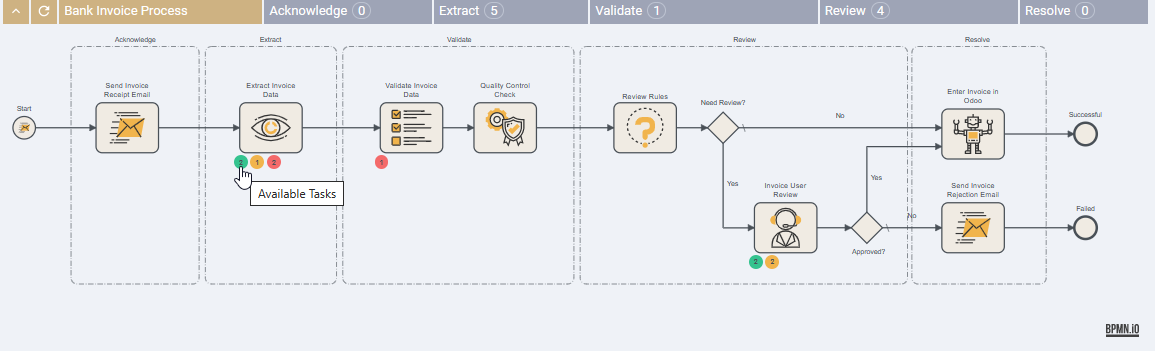 Bank Invoice Process
Acknowledge 0
Extract 5
Validate 1
Review 4
Resolve 0
Acknowledge
Extract
Validate
Review
Resolve
Start
Send Invoice
Receipt Email
Extract Invoice
Data
2 1 2
Available Tasks
Validate Invoice
Data
1
Quality Control
Check
Review Rules
Need Review?
No
Yes
Invoice User
Review
2 2
Approved?
Yes
No
Enter Invoice in
Odoo
Successful
Send Invoice
Rejection Email
Failed
BPMN.iO